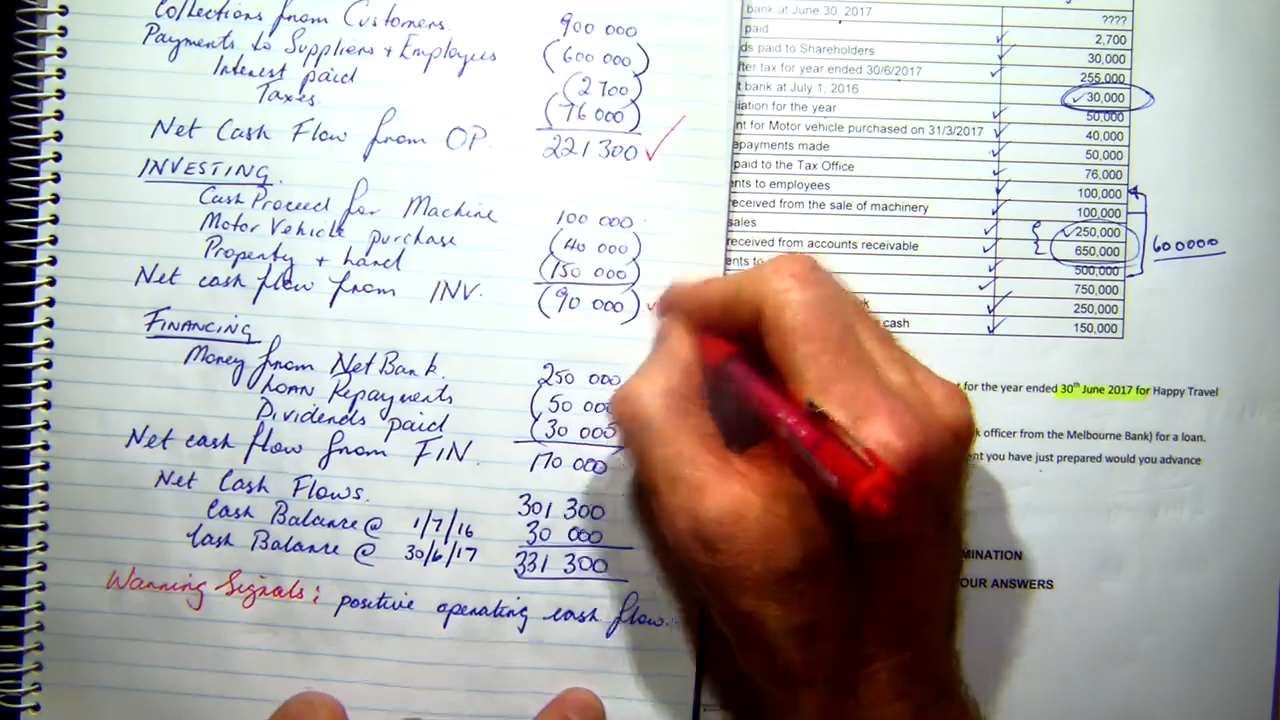 Collections from Customers. 900 000
Payments to Suppliers + Employees (600 000)
Interest paid (2 700)
Taxes. (76 000)
Net Cash Flow from OP. 221 300 ✓
INVESTING.
Cash Proceed for Machine 100 000
Motor Vehicle purchase (40 000)
Property + land (150 000)
Net cash flow from INV. (90 000)
FINANCING
Money from Net Bank. 250 000
Loan Repayments (50 000
Dividends paid (30 000
Net cash flow from FIN. 170 000
Net Cash Flows. 301 300
Cash Balance @ 1/7/16 30 000
Cash Balance @ 30/6/17 331 300
Warning Signals: positive operating cash flow.
bank at June 30, 2017 ????
paid 2,700
ds paid to Shareholders 30,000
fter tax for year ended 30/6/2017 255,000
t bank at July 1, 2016 30,000
iation for the year 50,000
nt for Motor vehicle purchased on 31/3/2017 40,000
epayments made 50,000
paid to the Tax Office 76,000
ents to employees 100,000
eceived from the sale of machinery 100,000
sales 250,000
received from accounts receivable 650,000
ents to 500,000
750,000
k 250,000
cash 150,000
600000
t for the year ended 30th June 2017 for Happy Travel
k officer from the Melbourne Bank) for a loan.
ent you have just prepared would you advance
MINATION
OUR ANSWERS